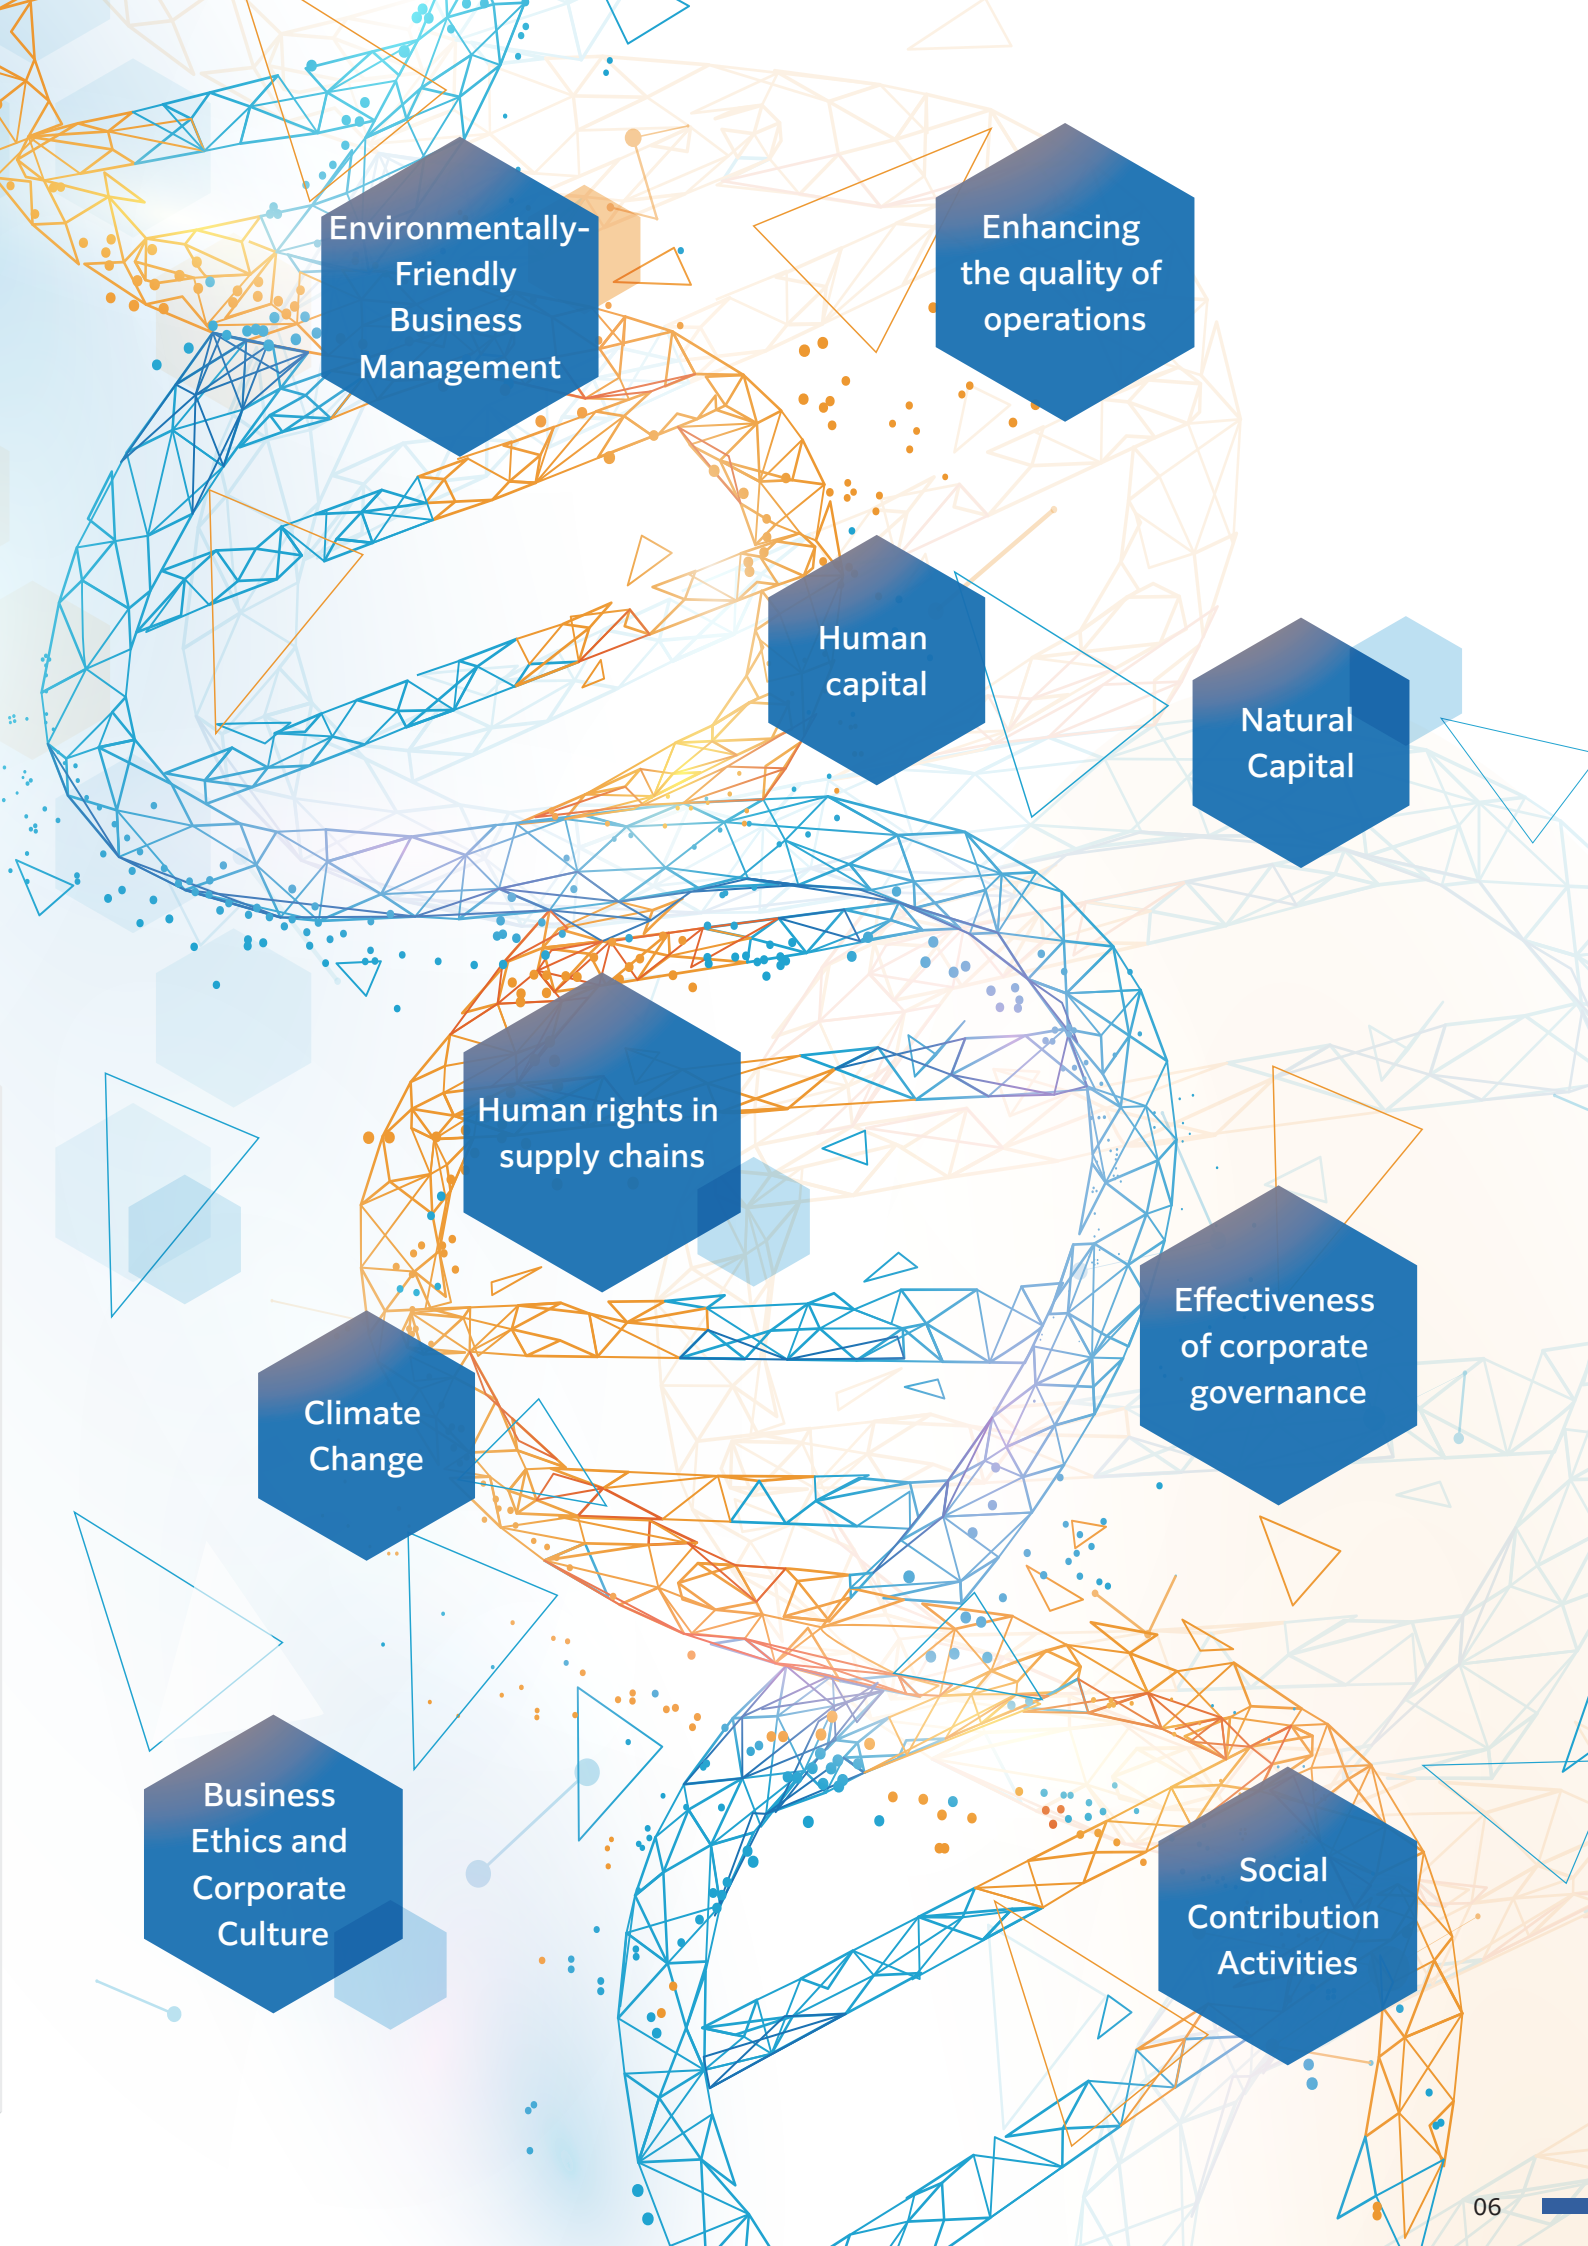 Environmentally-
Friendly
Business
Management
Enhancing
the quality of
operations
Human
capital
Natural
Capital
Human rights in
supply chains
Effectiveness
of corporate
governance
Climate
Change
Business
Ethics and
Corporate
Culture
Social
Contribution
Activities
06